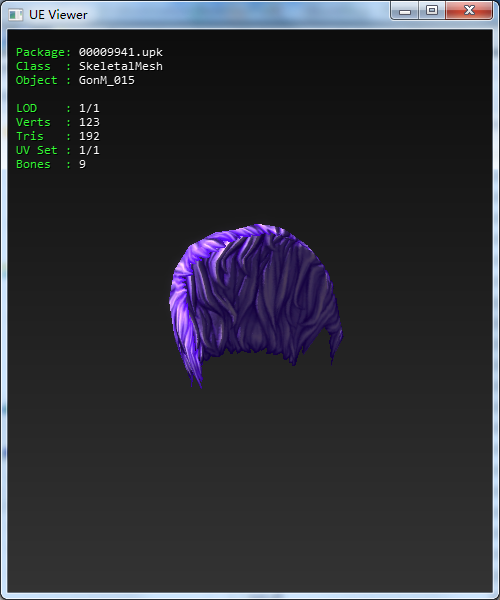 UE Viewer
Package: 00009941.upk
Class : SkeletalMesh
Object : GonM_015
LOD : 1/1
Verts : 123
Tris : 192
UV Set : 1/1
Bones : 9